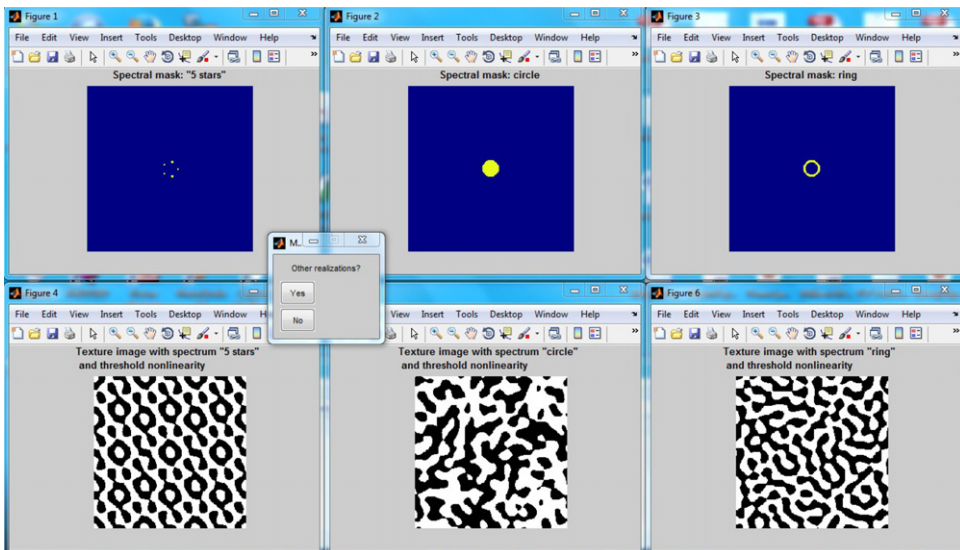 Figure 1
File Edit View Insert Tools Desktop Window Help
Spectral mask: "5 stars"
Figure 2
File Edit View Insert Tools Desktop Window Help
Spectral mask: circle
Figure 3
File Edit View Insert Tools Desktop Window Help
Spectral mask: ring
M...
Other realizations?
Yes
No
Figure 4
File Edit View Insert Tools Desktop
Texture image with spectrum "5 stars"
and threshold nonlinearity
View Insert Tools Desktop Window Help
Texture image with spectrum "circle"
and threshold nonlinearity
Figure 6
File Edit View Insert Tools Desktop Window Help
Texture image with spectrum "ring"
and threshold nonlinearity